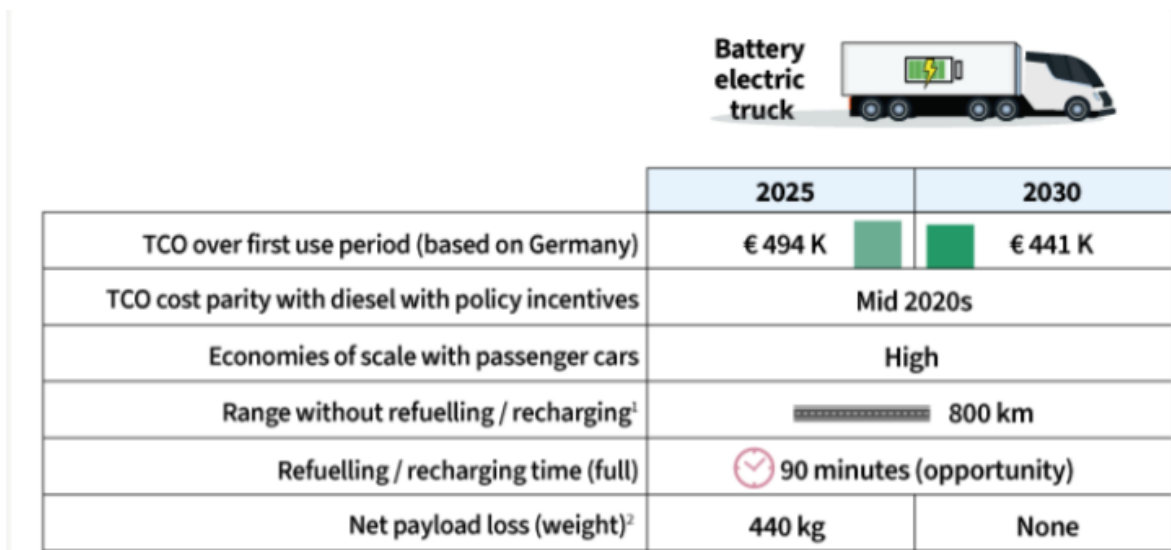 Battery
electric
truck
2025 2030
TCO over first use period (based on Germany) € 494 K € 441 K
TCO cost parity with diesel with policy incentives Mid 2020s
Economies of scale with passenger cars High
Range without refuelling / recharging¹ 800 km
Refuelling / recharging time (full) 90 minutes (opportunity)
Net payload loss (weight)² 440 kg None